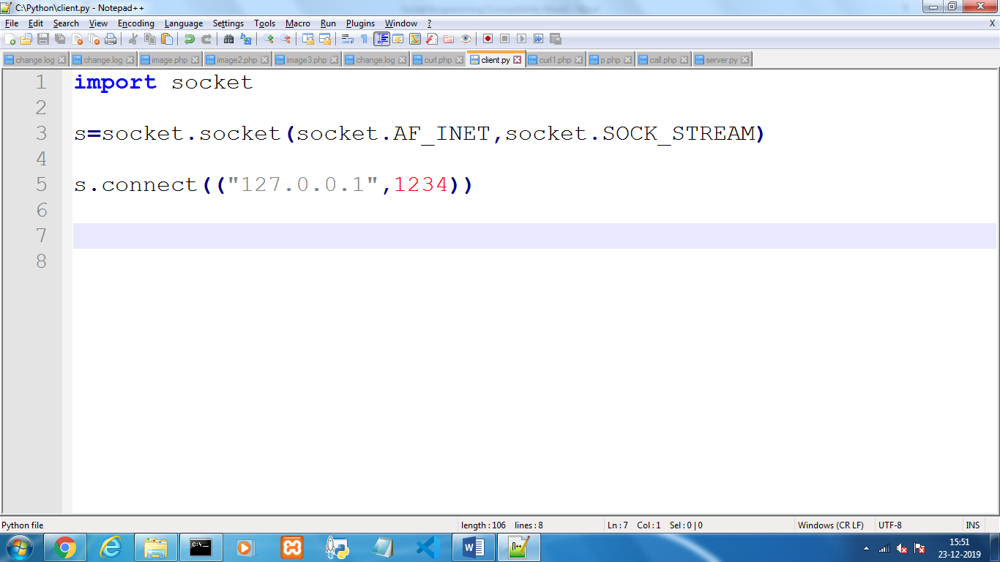 C:\Python\client.py - Notepad++
File Edit Search View Encoding Language Settings Tools Macro Run Plugins Window ? X
change.log change.log image.php image2.php image3.php change.log curl.php client.py curl1.php p.php call.php server.py
1 import socket
2
3 s=socket.socket(socket.AF_INET,socket.SOCK_STREAM)
4
5 s.connect(("127.0.0.1",1234))
6
7
8
Python file length : 106 lines : 8 Ln : 7 Col : 1 Sel : 0 | 0 Windows (CR LF) UTF-8 INS
15:51
23-12-2019